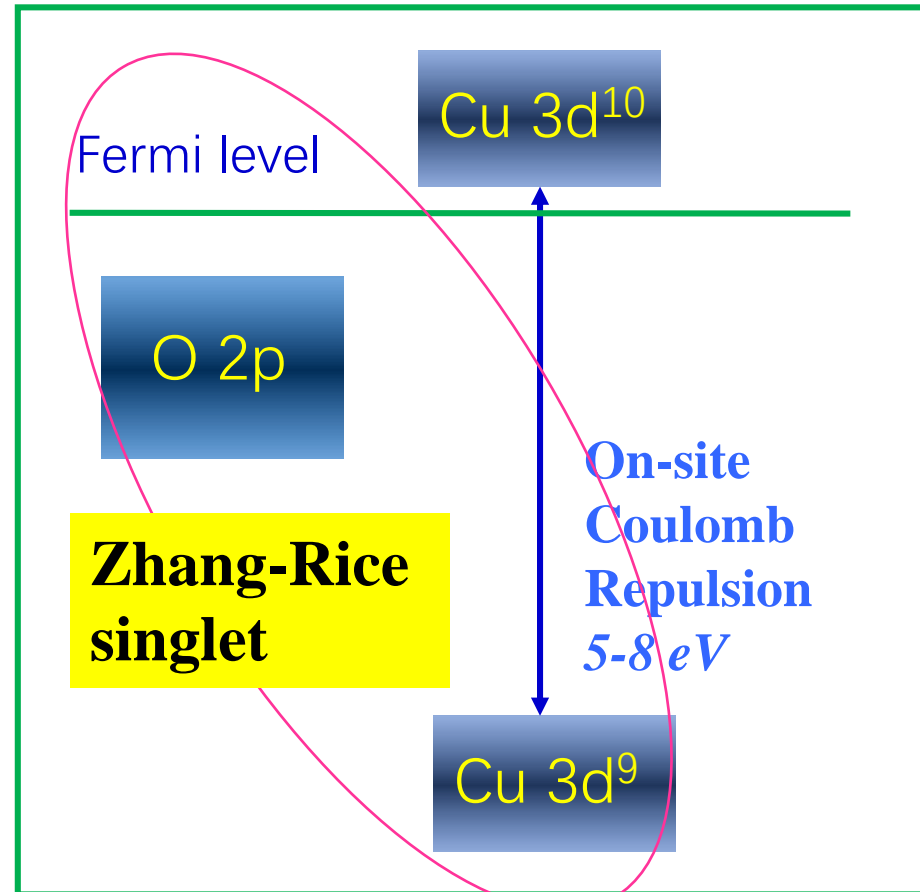 Cu 3d¹⁰
Fermi level
O 2p
On-site
Coulomb
Repulsion
5-8 eV
Zhang-Rice
singlet
Cu 3d⁹